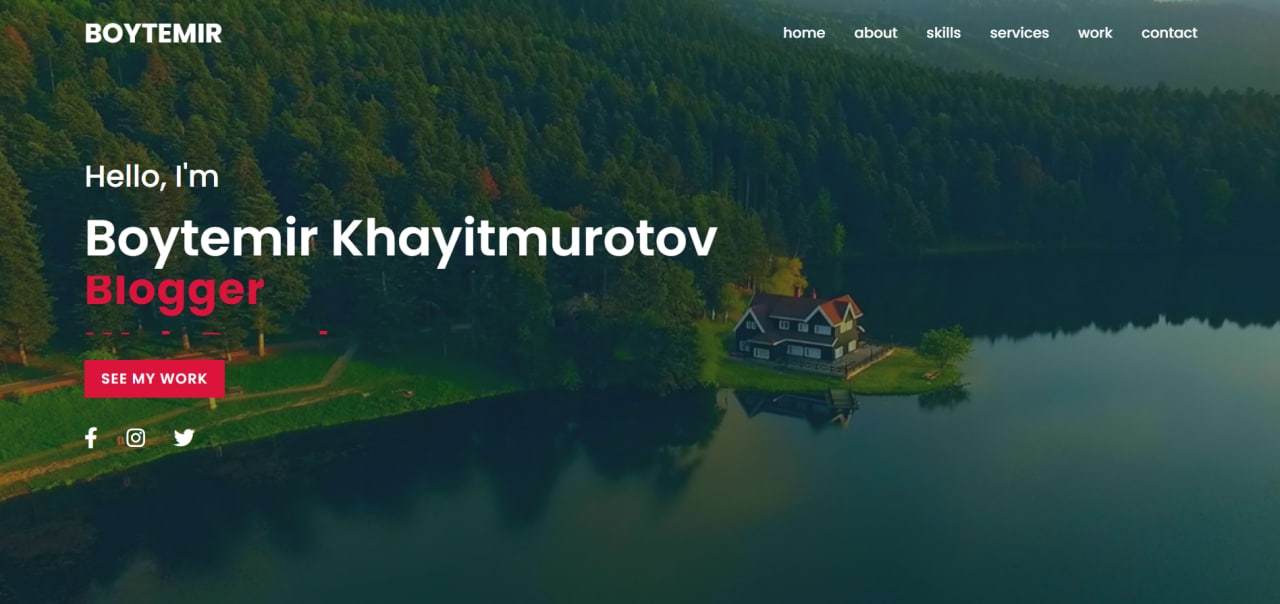 BOYTEMIR
home about skills services work contact
Hello, I'm
Boytemir Khayitmurotov
Blogger
SEE MY WORK